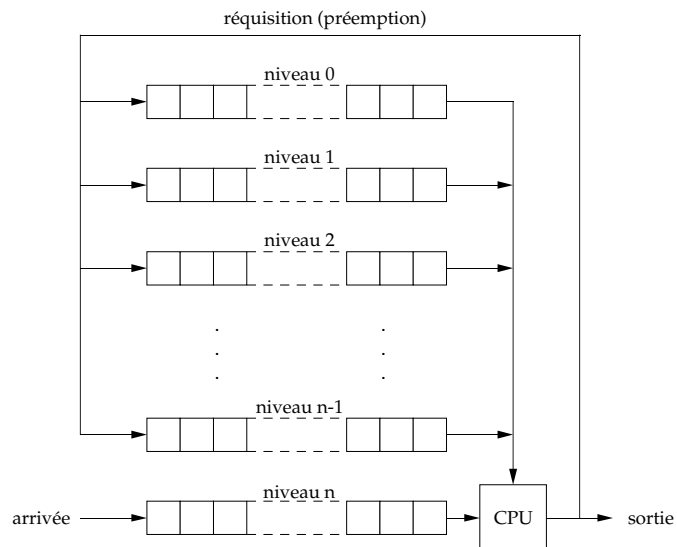 réquisition (préemption)
niveau 0
niveau 1
niveau 2
niveau n-1
niveau n
arrivée
CPU
sortie